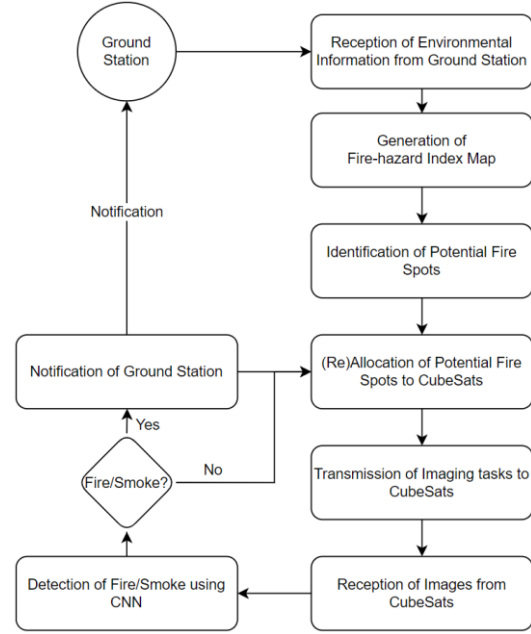 Ground
Station
Reception of Environmental
Information from Ground Station
Generation of
Fire-hazard Index Map
Notification
Identification of Potential Fire
Spots
Notification of Ground Station
(Re)Allocation of Potential Fire
Spots to CubeSats
Yes
Fire/Smoke?
No
Transmission of Imaging tasks to
CubeSats
Detection of Fire/Smoke using
CNN
Reception of Images from
CubeSats